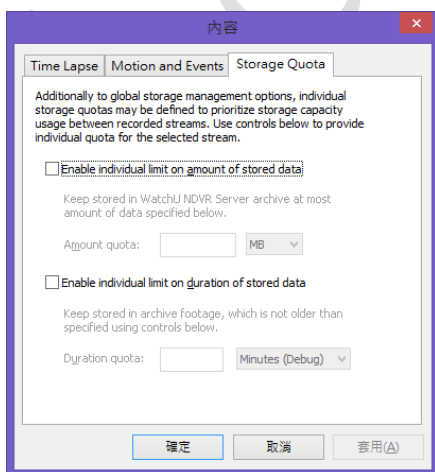 內容
×
Time Lapse Motion and Events Storage Quota
Additionally to global storage management options, individual
storage quotas may be defined to prioritize storage capacity
usage between recorded streams. Use controls below to provide
individual quota for the selected stream.
Enable individual limit on amount of stored data
Keep stored in WatchU NDVR Server archive at most
amount of data specified below.
Amount quota: MB
Enable individual limit on duration of stored data
Keep stored in archive footage, which is not older than
specified using controls below.
Duration quota: Minutes (Debug)
確定 取消 套用(A)